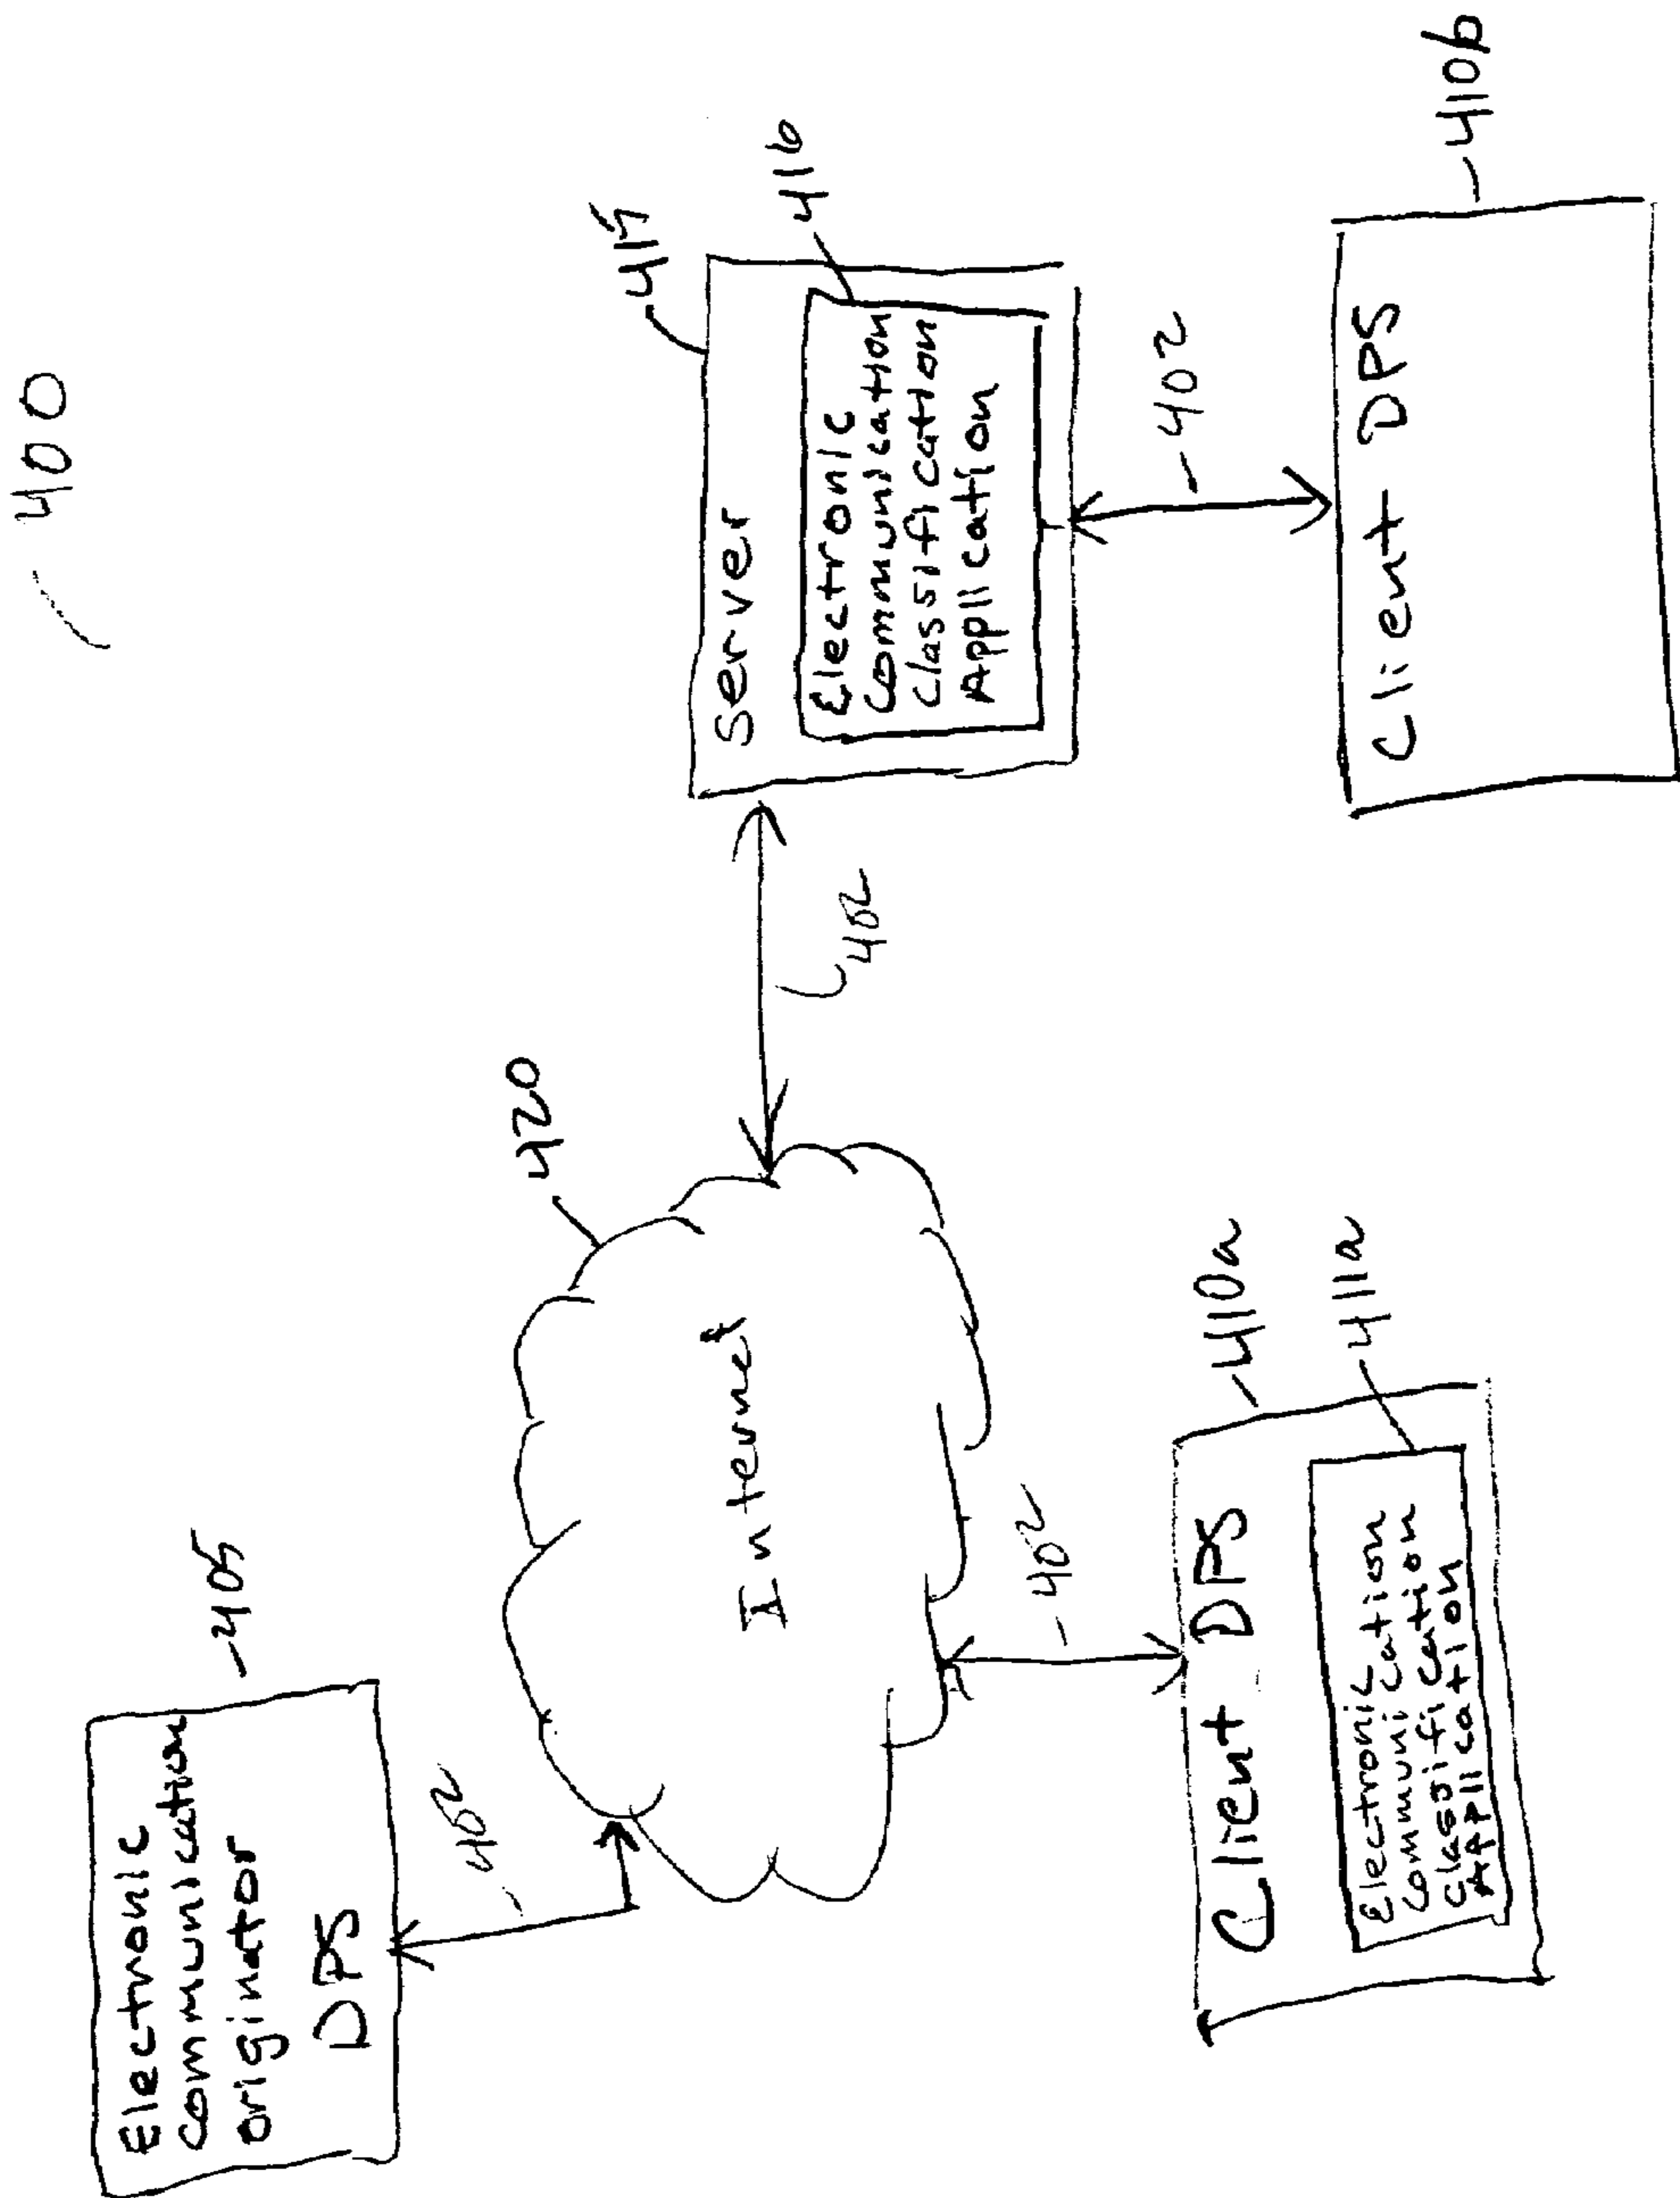 400
Electronic
communication
originator
DPS
405
402
420
Internet
402
415
Server
411b
Electronic
Communication
Classification
Application
402
402
410a
Client DPS
411a
Electronic
Communication
Classification
Application
410b
Client DPS